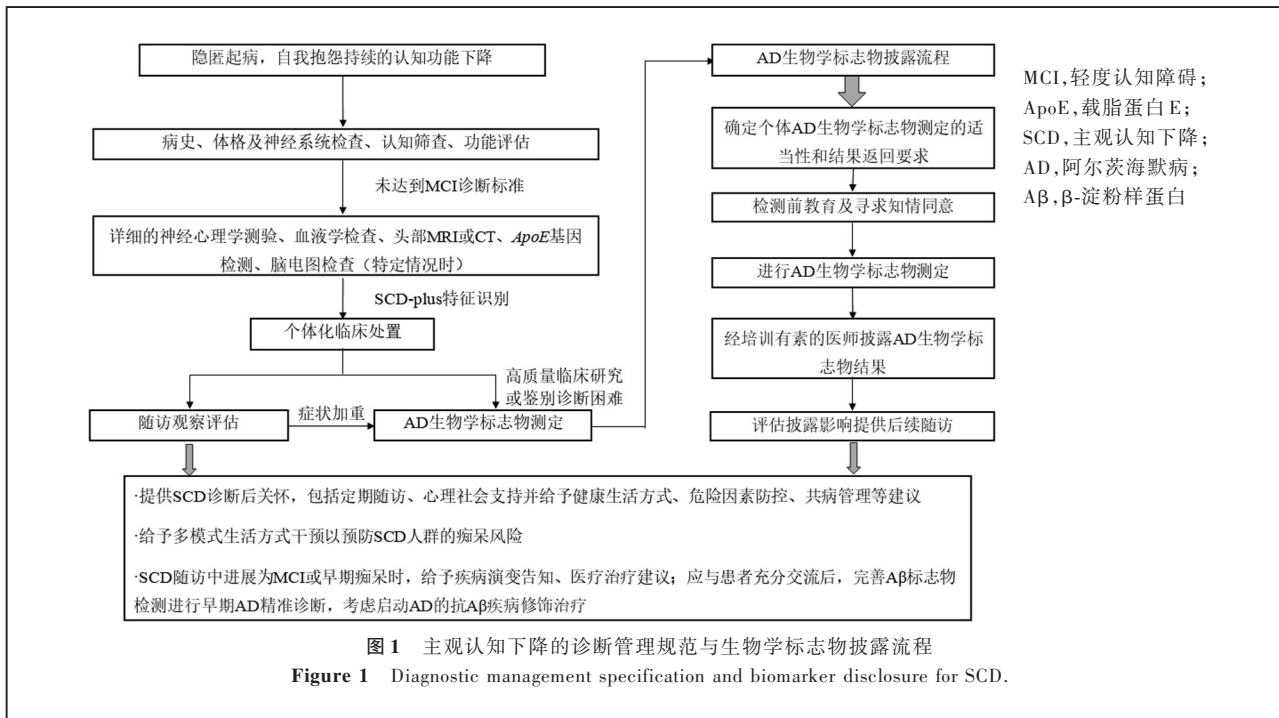 隐匿起病，自我抱怨持续的认知功能下降
病史、体格及神经系统检查、认知筛查、功能评估
未达到MCI诊断标准
详细的神经心理学测验、血液学检查、头部MRI或CT、ApoE基因
检测、脑电图检查（特定情况时）
SCD-plus特征识别
个体化临床处置
高质量临床研究
或鉴别诊断困难
随访观察评估
症状加重
AD生物学标志物测定
AD生物学标志物披露流程
确定个体AD生物学标志物测定的适
当性和结果返回要求
检测前教育及寻求知情同意
进行AD生物学标志物测定
经培训有素的医师披露AD生物学标
志物结果
评估披露影响提供后续随访
MCI,轻度认知障碍；
ApoE,载脂蛋白E；
SCD,主观认知下降；
AD,阿尔茨海默病；
Aβ,β-淀粉样蛋白
·提供SCD诊断后关怀，包括定期随访、心理社会支持并给予健康生活方式、危险因素防控、共病管理等建议
·给予多模式生活方式干预以预防SCD人群的痴呆风险
·SCD随访中进展为MCI或早期痴呆时，给予疾病演变告知、医疗治疗建议；应与患者充分交流后，完善Aβ标志物
检测进行早期AD精准诊断，考虑启动AD的抗Aβ疾病修饰治疗
图1 主观认知下降的诊断管理规范与生物学标志物披露流程
Figure 1 Diagnostic management specification and biomarker disclosure for SCD.